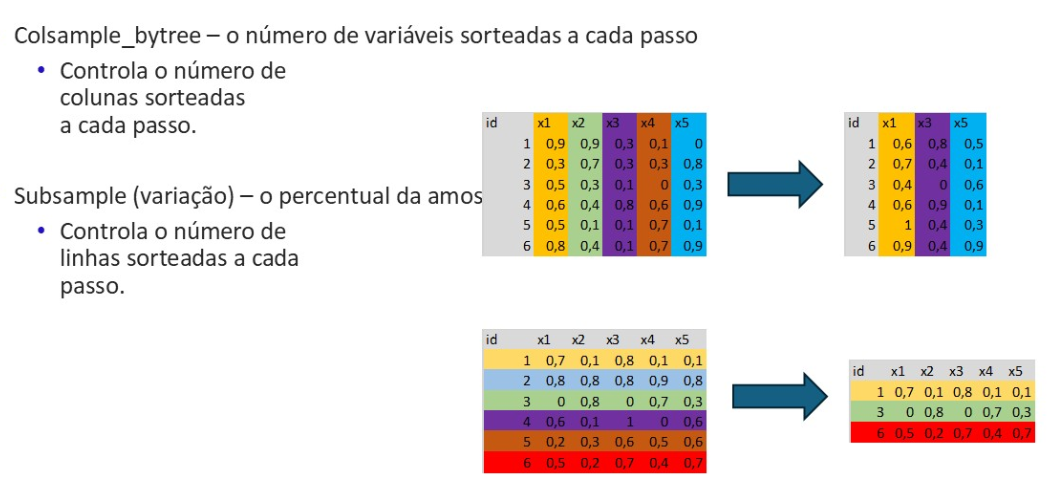 Colsample_bytree – o número de variáveis sorteadas a cada passo
• Controla o número de
colunas sorteadas
a cada passo.
id x1 x2 x3 x4 x5
1 0,9 0,9 0,3 0,1 0
2 0,3 0,7 0,3 0,3 0,8
3 0,5 0,3 0,1 0 0,3
4 0,6 0,4 0,8 0,6 0,9
5 0,5 0,1 0,1 0,7 0,1
6 0,8 0,4 0,1 0,7 0,9
id x1 x3 x5
1 0,6 0,8 0,5
2 0,7 0,4 0,1
3 0,4 0 0,6
4 0,6 0,9 0,1
5 1 0,4 0,3
6 0,9 0,4 0,9
Subsample (variação) – o percentual da amos
• Controla o número de
linhas sorteadas a cada
passo.
id x1 x2 x3 x4 x5
1 0,7 0,1 0,8 0,1 0,1
2 0,8 0,8 0,8 0,9 0,8
3 0 0,8 0 0,7 0,3
4 0,6 0,1 1 0 0,6
5 0,2 0,3 0,6 0,5 0,6
6 0,5 0,2 0,7 0,4 0,7
id x1 x2 x3 x4 x5
1 0,7 0,1 0,8 0,1 0,1
3 0 0,8 0 0,7 0,3
6 0,5 0,2 0,7 0,4 0,7